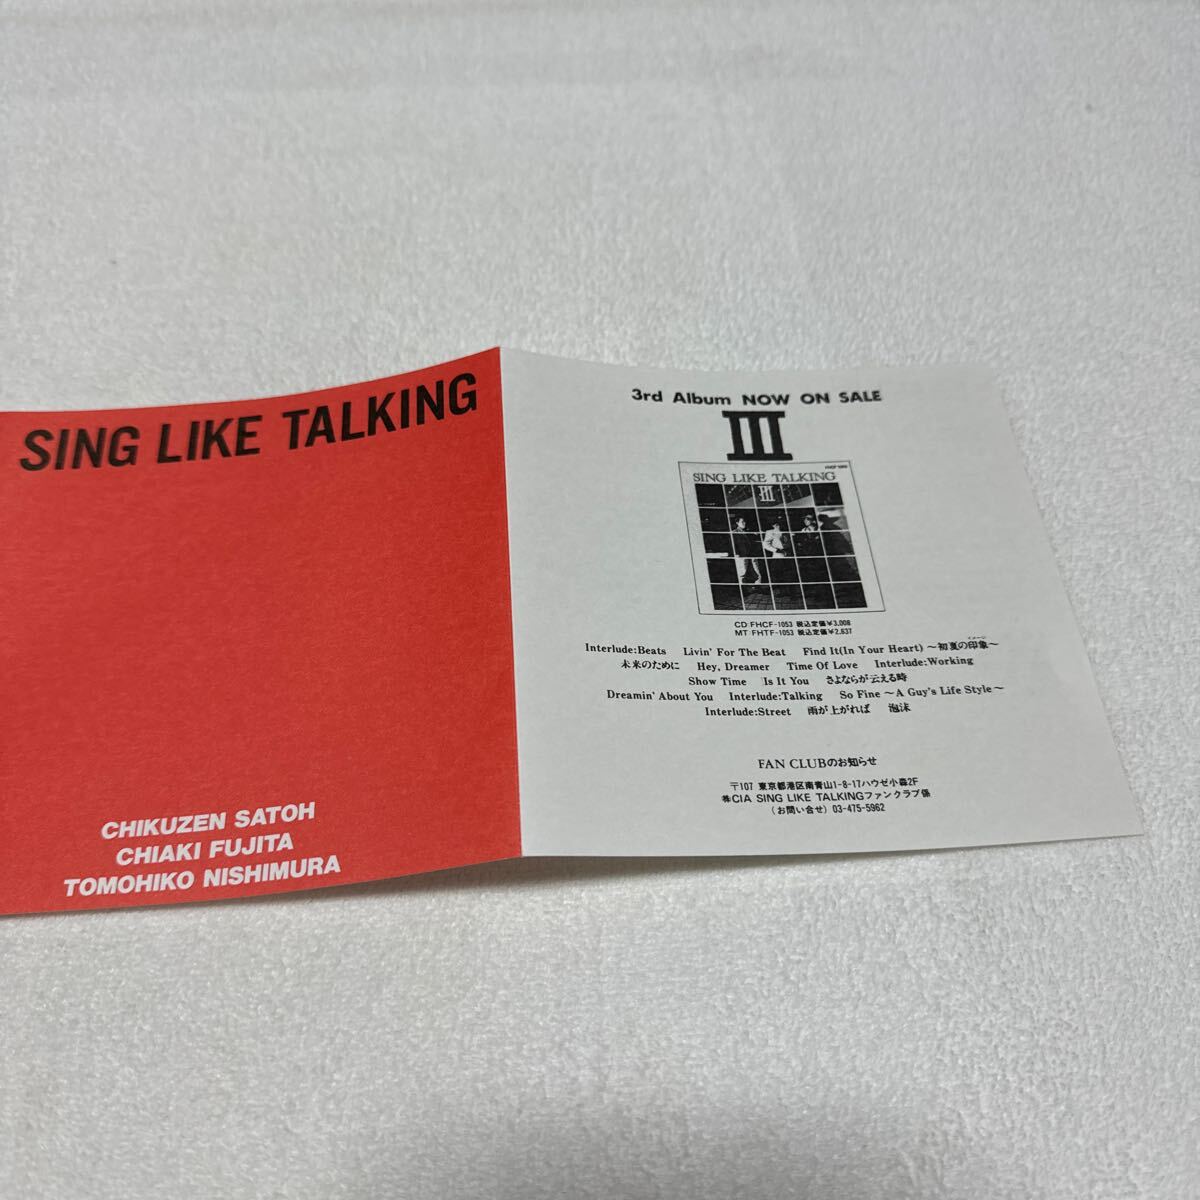 SING LIKE TALKING
CHIKUZEN SATOH
CHIAKI FUJITA
TOMOHIKO NISHIMURA
3rd Album NOW ON SALE
III
SING LIKE TALKING
III
CD:FHCF-1053 税込定価¥3,008
MT:FHTF-1053 税込定価¥2,637
Interlude:Beats Livin' For The Beat Find It(In Your Heart)〜初夏の印象〜
イメージ
未来のために Hey, Dreamer Time Of Love Interlude:Working
Show Time Is It You さよならが云える時
Dreamin' About You Interlude:Talking So Fine〜A Guy's Life Style〜
Interlude:Street 雨が上がれば 泡沫
FAN CLUBのお知らせ
〒107 東京都港区南青山1-8-17ハウゼ小森2F
㈱CIA SING LIKE TALKINGファンクラブ係
(お問い合せ) 03-475-5962